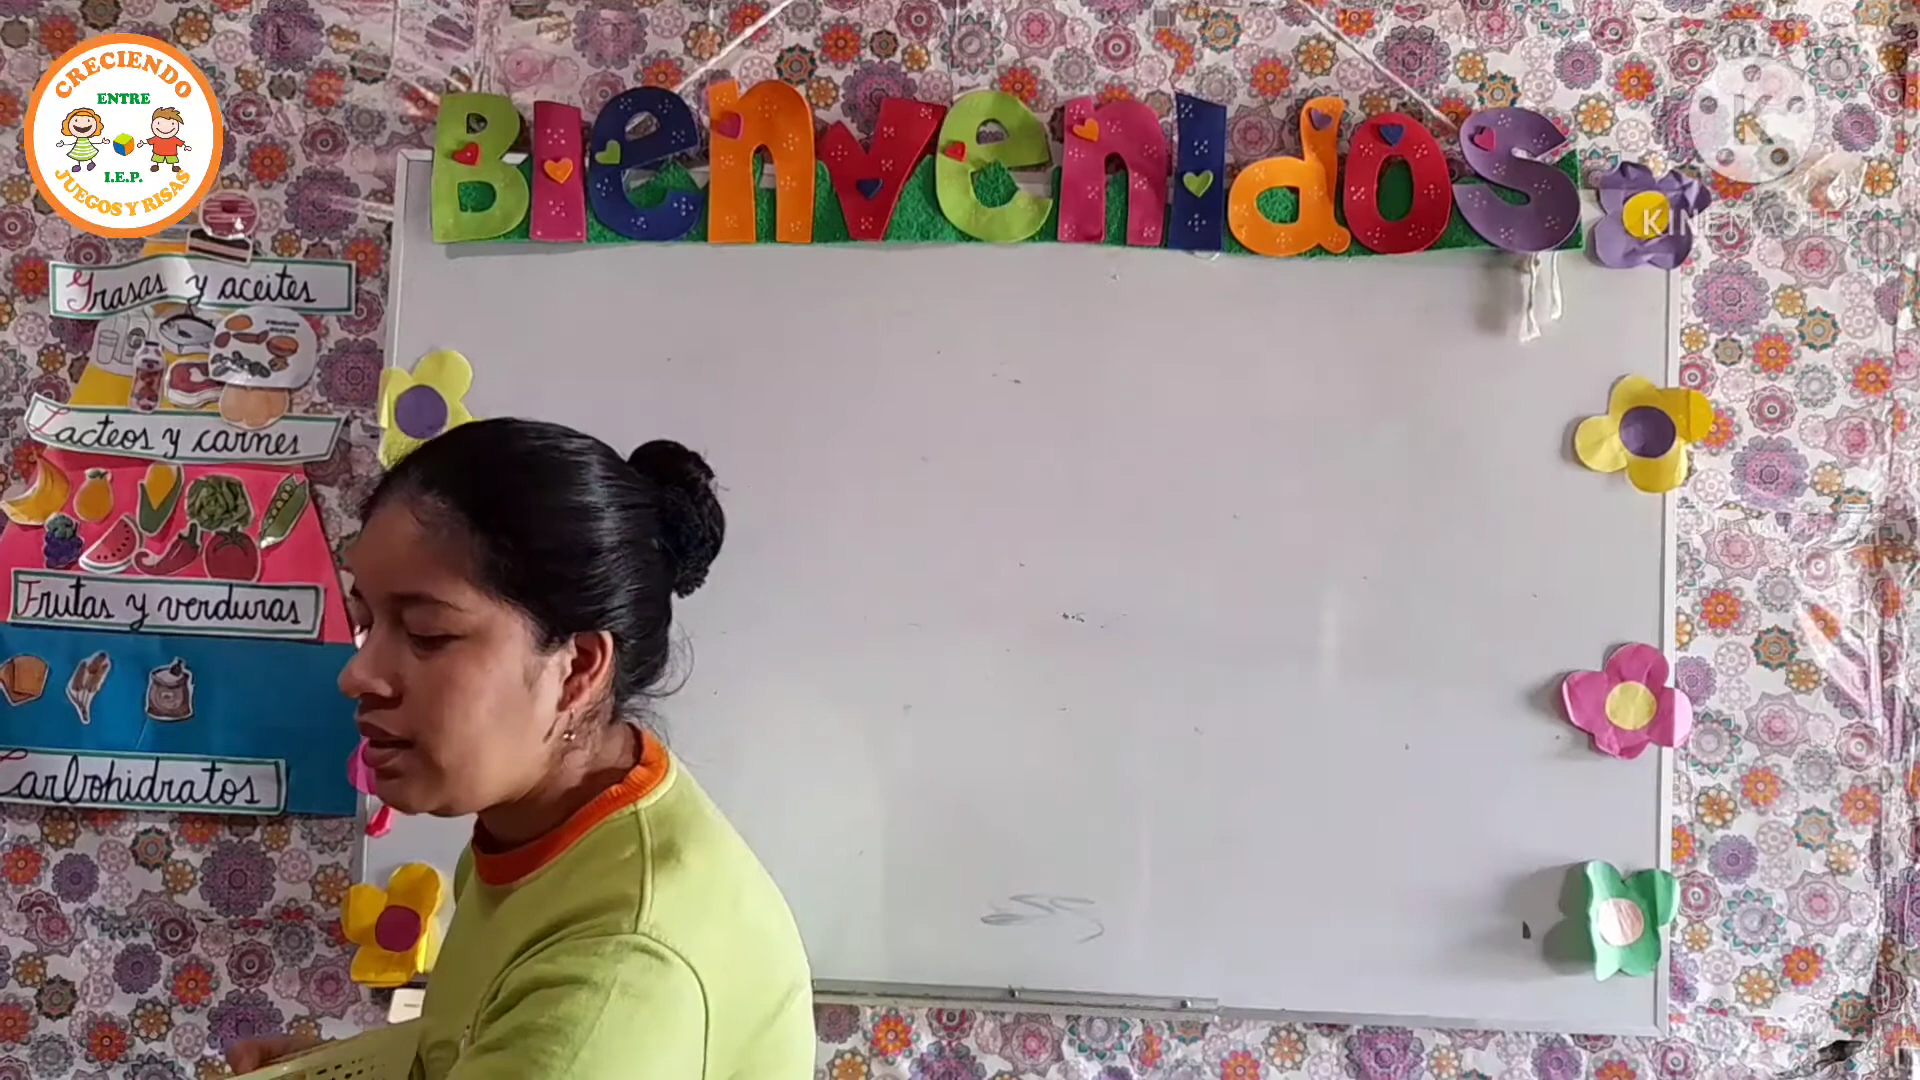 CRECIENDO
ENTRE
I.E.P.
JUEGOS Y RISAS
Bienvenidos
KINEMASTER
Grasas y aceites
Lacteos y carnes
Frutas y verduras
Carbohidratos